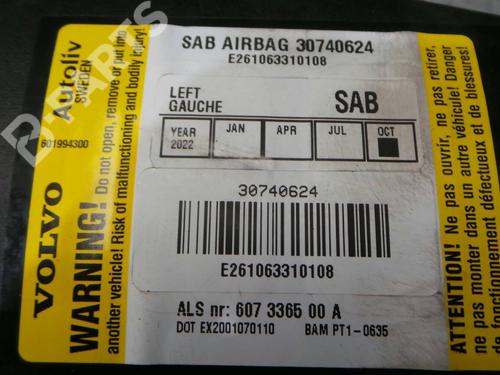 SAB AIRBAG 30740624
E261063310108
LEFT
GAUCHE
SAB
YEAR
2022
JAN
APR
JUL
OCT
30740624
E261063310108
ALS nr: 607 3365 00 A
DOT EX2001070110 BAM PT1-0635
Autoliv
SWEDEN
601994300
VOLVO
WARNING! Do not open, remove or put into
another vehicle! Risk of malfunctioning and bodily injury!
ATTENTION! Ne pas ouvrir, ne pas retirer,
ne pas monter dans un autre véhicule! Danger
de fonctionnement défectueux et de blessures!
B-PARTS